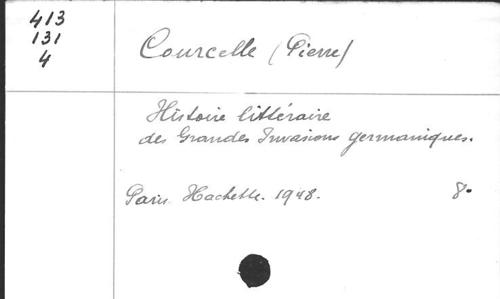 413
131
4
Courcelle (Pierre)
Histoire littéraire
des Grandes Invasions germaniques.
Paris. Hachette. 1948. 8°